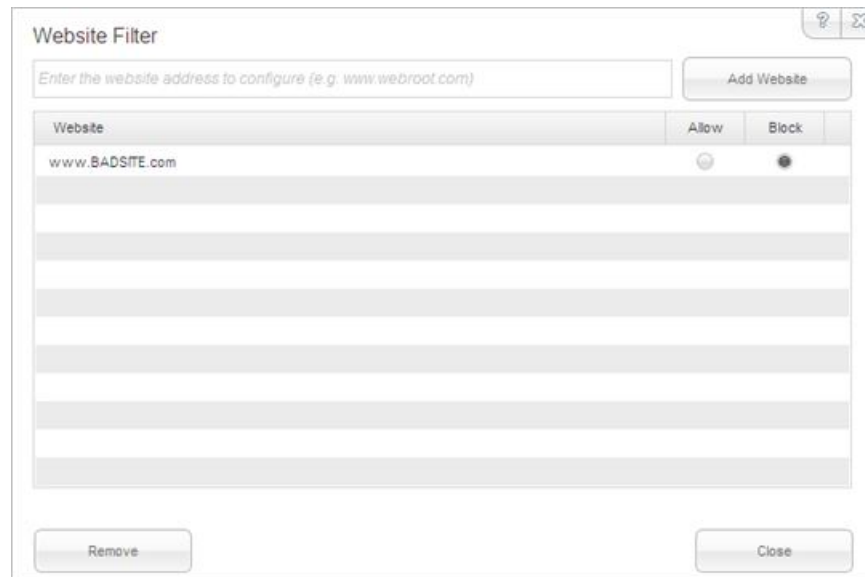 Website Filter
?
Enter the website address to configure (e.g. www.webroot.com)
Add Website
Website Allow Block
www.BADSITE.com
Remove
Close